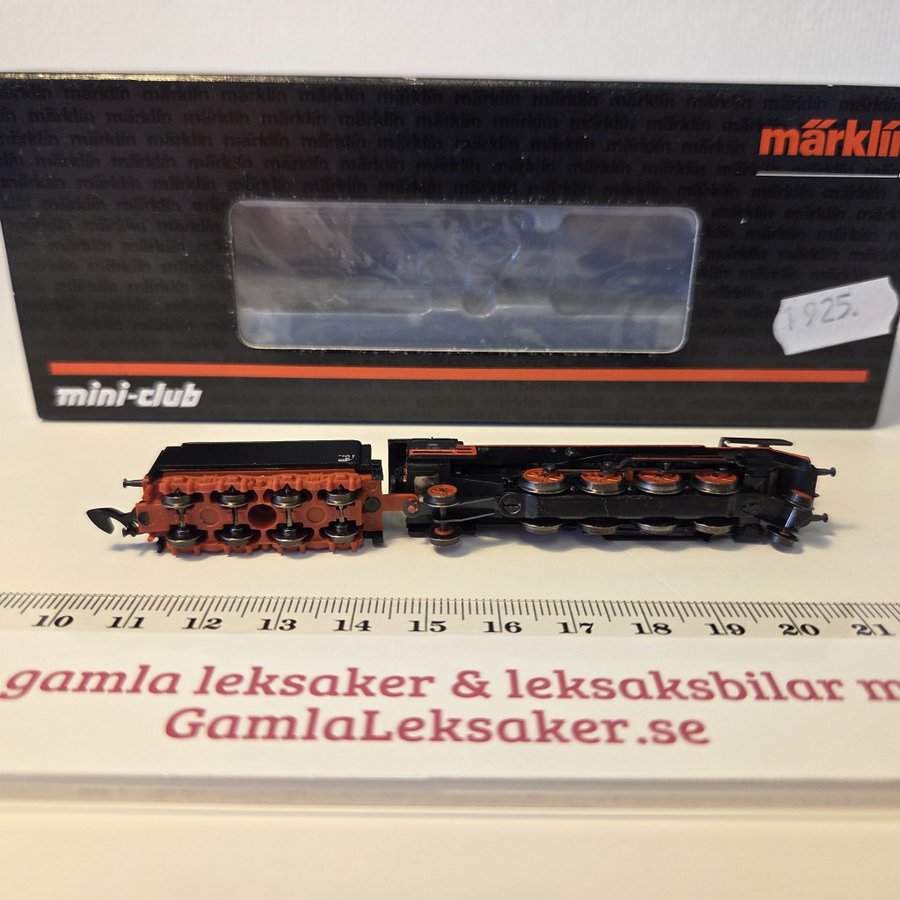 märklin
1925.
mini-club
10 11 12 13 14 15 16 17 18 19 20 21
gamla leksaker & leksaksbilar m
GamlaLeksaker.se